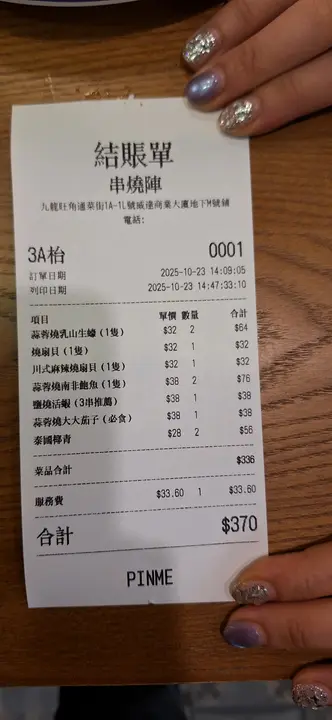 結賬單
串燒陣
九龍旺角通菜街1A-1L號威達商業大廈地下M號鋪
電話:
3A枱 0001
訂單日期 2025-10-23 14:09:05
列印日期 2025-10-23 14:47:33:10
項目 單價 數量 合計
蒜蓉燒乳山生蠔 (1隻) $32 2 $64
燒扇貝 (1隻) $32 1 $32
川式麻辣燒扇貝 (1隻) $32 1 $32
蒜蓉燒南非鮑魚 (1隻) $38 2 $76
鹽燒活蝦 (3串推薦) $38 1 $38
蒜蓉燒大大茄子 (必食) $38 1 $38
泰國椰青 $28 2 $56
菜品合計 $336
服務費 $33.60 1 $33.60
合計 $370
PINME